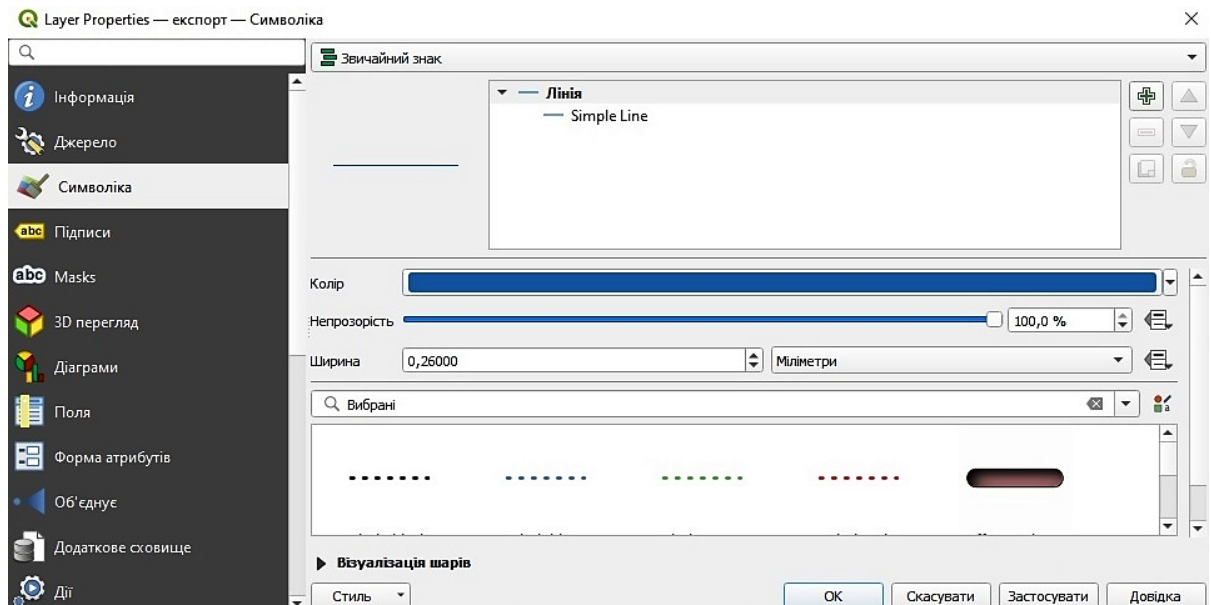 Layer Properties — експорт — Символіка
Звичайний знак
Інформація
Джерело
Символіка
abc Підписи
abc Masks
3D перегляд
Діаграми
Поля
Форма атрибутів
Об'єднує
Додаткове сховище
Дії
Лінія
Simple Line
Колір
Непрозорість 100,0 %
Ширина 0,26000 Міліметри
Вибрані
Візуалізація шарів
Стиль OK Скасувати Застосувати Довідка